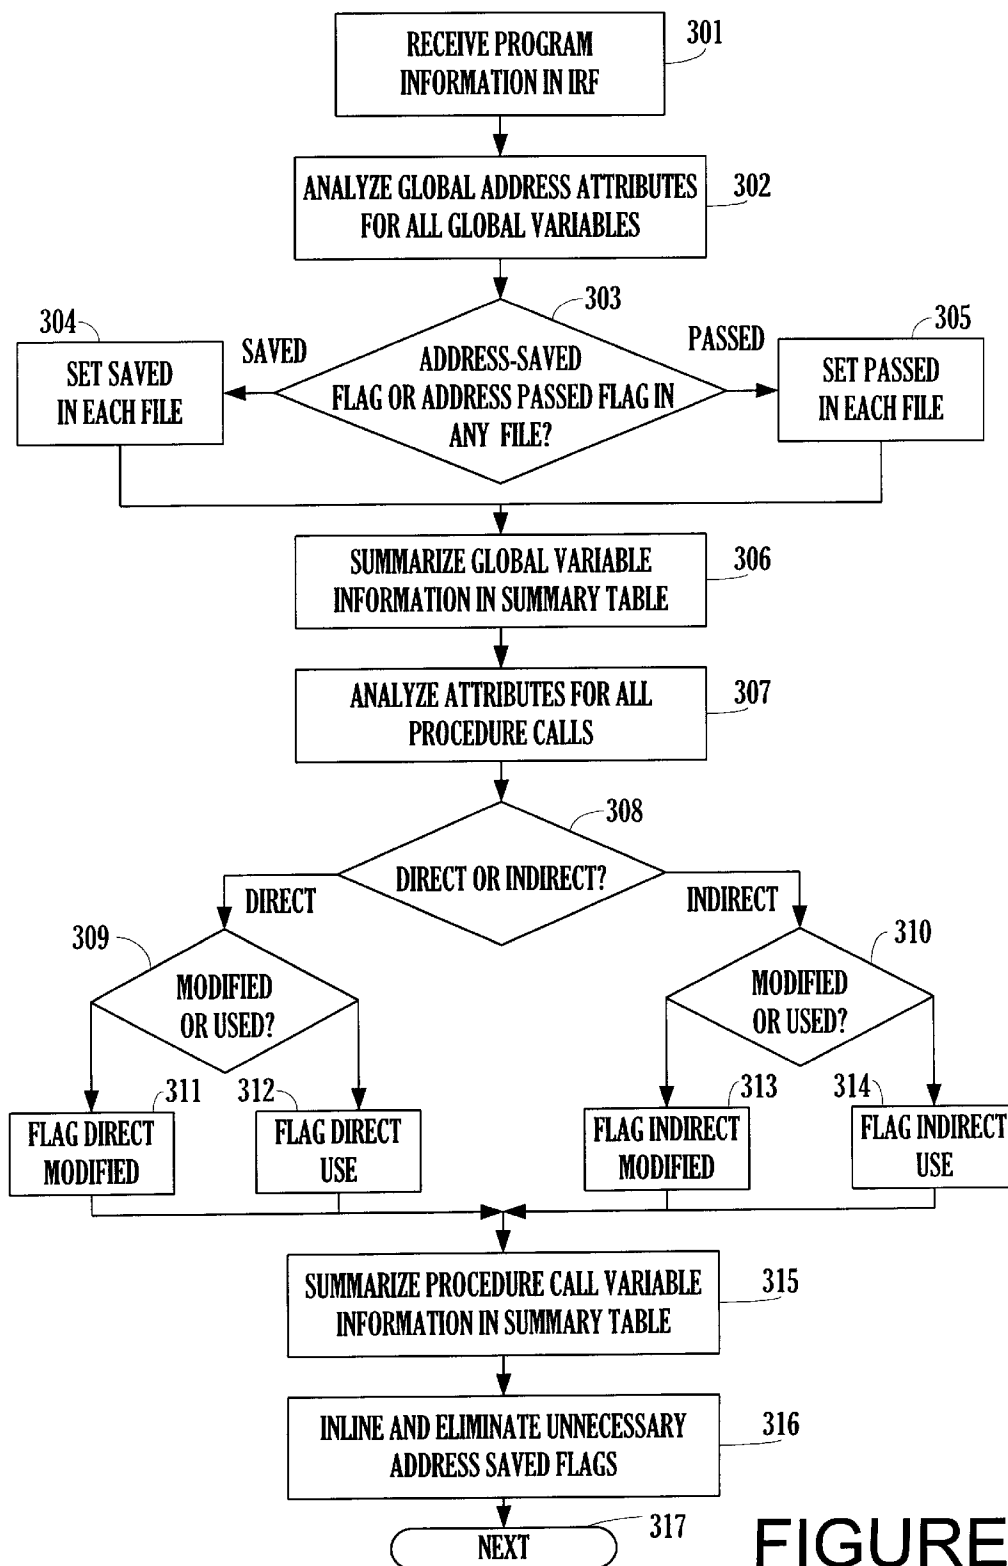 RECEIVE PROGRAM
INFORMATION IN IRF
301
ANALYZE GLOBAL ADDRESS ATTRIBUTES
FOR ALL GLOBAL VARIABLES
302
303
304
SAVED
PASSED
305
SET SAVED
IN EACH FILE
ADDRESS-SAVED
FLAG OR ADDRESS PASSED FLAG IN
ANY FILE?
SET PASSED
IN EACH FILE
SUMMARIZE GLOBAL VARIABLE
INFORMATION IN SUMMARY TABLE
306
ANALYZE ATTRIBUTES FOR ALL
PROCEDURE CALLS
307
308
DIRECT OR INDIRECT?
DIRECT
INDIRECT
309
310
MODIFIED
OR USED?
MODIFIED
OR USED?
311
312
313
314
FLAG DIRECT
MODIFIED
FLAG DIRECT
USE
FLAG INDIRECT
MODIFIED
FLAG INDIRECT
USE
SUMMARIZE PROCEDURE CALL VARIABLE
INFORMATION IN SUMMARY TABLE
315
INLINE AND ELIMINATE UNNECESSARY
ADDRESS SAVED FLAGS
316
NEXT
317
FIGURE